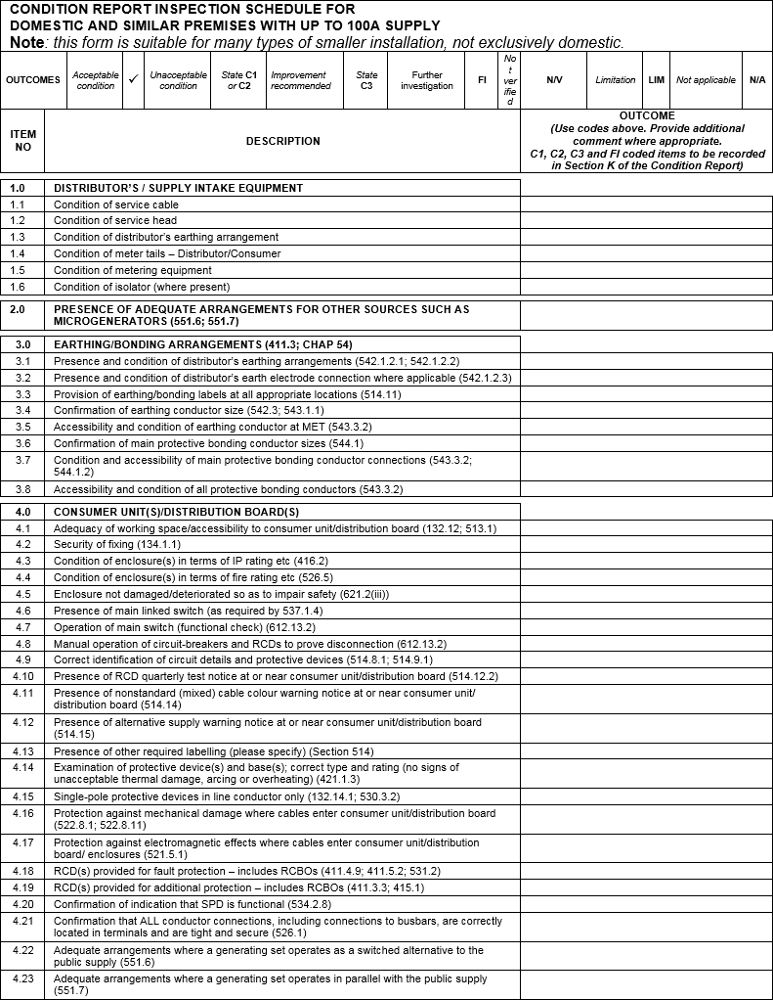 CONDITION REPORT INSPECTION SCHEDULE FOR
DOMESTIC AND SIMILAR PREMISES WITH UP TO 100A SUPPLY
Note: this form is suitable for many types of smaller installation, not exclusively domestic.
OUTCOMES Acceptable condition ✓ Unacceptable condition State C1 or C2 Improvement recommended State C3 Further investigation FI Not verified N/V Limitation LIM Not applicable N/A
ITEM NO DESCRIPTION OUTCOME
(Use codes above. Provide additional
comment where appropriate.
C1, C2, C3 and FI coded items to be recorded
in Section K of the Condition Report)
1.0 DISTRIBUTOR'S / SUPPLY INTAKE EQUIPMENT
1.1 Condition of service cable
1.2 Condition of service head
1.3 Condition of distributor's earthing arrangement
1.4 Condition of meter tails – Distributor/Consumer
1.5 Condition of metering equipment
1.6 Condition of isolator (where present)
2.0 PRESENCE OF ADEQUATE ARRANGEMENTS FOR OTHER SOURCES SUCH AS
MICROGENERATORS (551.6; 551.7)
3.0 EARTHING/BONDING ARRANGEMENTS (411.3; CHAP 54)
3.1 Presence and condition of distributor's earthing arrangements (542.1.2.1; 542.1.2.2)
3.2 Presence and condition of distributor's earth electrode connection where applicable (542.1.2.3)
3.3 Provision of earthing/bonding labels at all appropriate locations (514.11)
3.4 Confirmation of earthing conductor size (542.3; 543.1.1)
3.5 Accessibility and condition of earthing conductor at MET (543.3.2)
3.6 Confirmation of main protective bonding conductor sizes (544.1)
3.7 Condition and accessibility of main protective bonding conductor connections (543.3.2;
544.1.2)
3.8 Accessibility and condition of all protective bonding conductors (543.3.2)
4.0 CONSUMER UNIT(S)/DISTRIBUTION BOARD(S)
4.1 Adequacy of working space/accessibility to consumer unit/distribution board (132.12; 513.1)
4.2 Security of fixing (134.1.1)
4.3 Condition of enclosure(s) in terms of IP rating etc (416.2)
4.4 Condition of enclosure(s) in terms of fire rating etc (526.5)
4.5 Enclosure not damaged/deteriorated so as to impair safety (621.2(iii))
4.6 Presence of main linked switch (as required by 537.1.4)
4.7 Operation of main switch (functional check) (612.13.2)
4.8 Manual operation of circuit-breakers and RCDs to prove disconnection (612.13.2)
4.9 Correct identification of circuit details and protective devices (514.8.1; 514.9.1)
4.10 Presence of RCD quarterly test notice at or near consumer unit/distribution board (514.12.2)
4.11 Presence of nonstandard (mixed) cable colour warning notice at or near consumer unit/
distribution board (514.14)
4.12 Presence of alternative supply warning notice at or near consumer unit/distribution board
(514.15)
4.13 Presence of other required labelling (please specify) (Section 514)
4.14 Examination of protective device(s) and base(s); correct type and rating (no signs of
unacceptable thermal damage, arcing or overheating) (421.1.3)
4.15 Single-pole protective devices in line conductor only (132.14.1; 530.3.2)
4.16 Protection against mechanical damage where cables enter consumer unit/distribution board
(522.8.1; 522.8.11)
4.17 Protection against electromagnetic effects where cables enter consumer unit/distribution
board/ enclosures (521.5.1)
4.18 RCD(s) provided for fault protection – includes RCBOs (411.4.9; 411.5.2; 531.2)
4.19 RCD(s) provided for additional protection – includes RCBOs (411.3.3; 415.1)
4.20 Confirmation of indication that SPD is functional (534.2.8)
4.21 Confirmation that ALL conductor connections, including connections to busbars, are correctly
located in terminals and are tight and secure (526.1)
4.22 Adequate arrangements where a generating set operates as a switched alternative to the
public supply (551.6)
4.23 Adequate arrangements where a generating set operates in parallel with the public supply
(551.7)